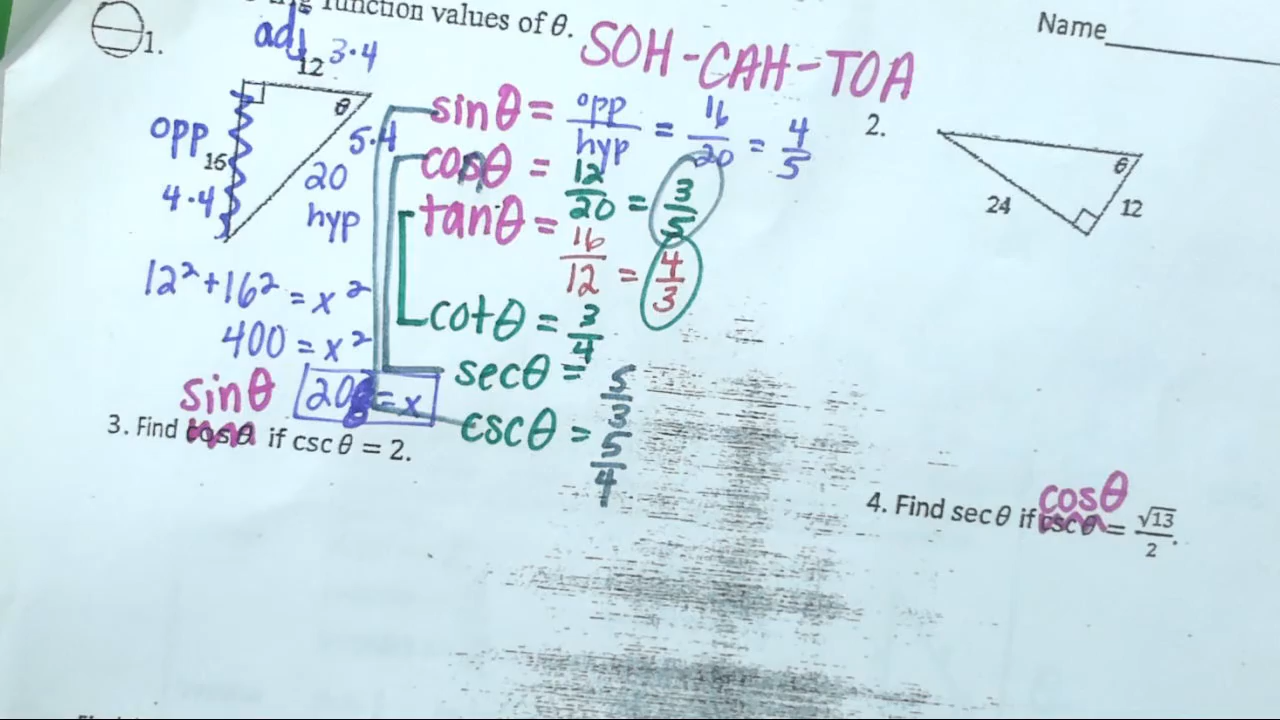 function values of θ.
Name
1.
adj
12 3·4
SOH-CAH-TOA
θ
opp
16
4·4
5·4
20
hyp
sinθ = opp/hyp = 16/20 = 4/5
cosθ = 12/20 = 3/5
tanθ = 16/12 = 4/3
cotθ = 3/4
secθ = 5/3
cscθ = 5/4
12² + 16² = x²
400 = x²
20 = x
2.
θ
24
12
sinθ
3. Find cosθ if csc θ = 2.
cosθ
4. Find secθ if cscθ = √13/2.